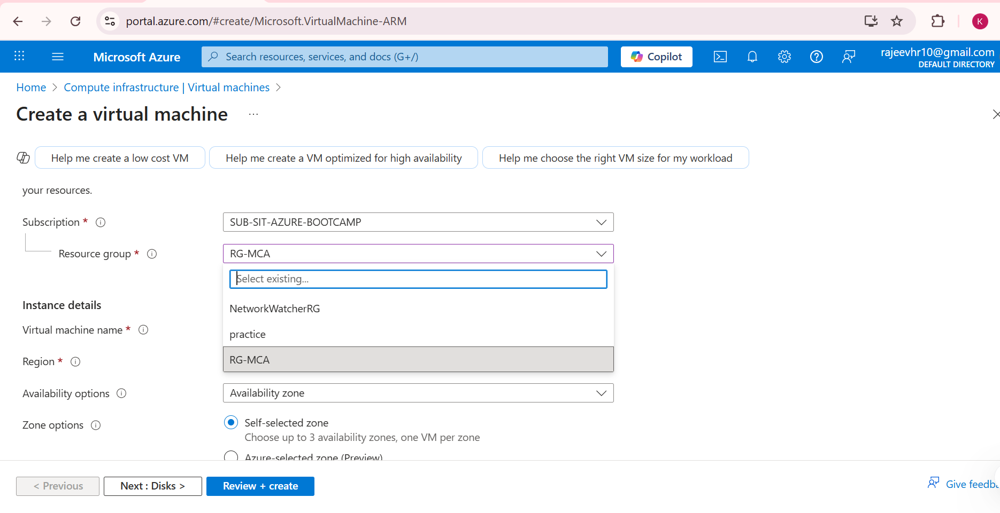 portal.azure.com/#create/Microsoft.VirtualMachine-ARM
K
Microsoft Azure
Search resources, services, and docs (G+/)
Copilot
rajeevhr10@gmail.com
DEFAULT DIRECTORY
Home > Compute infrastructure | Virtual machines >
Create a virtual machine ...
Help me create a low cost VM
Help me create a VM optimized for high availability
Help me choose the right VM size for my workload
your resources.
Subscription *
SUB-SIT-AZURE-BOOTCAMP
Resource group *
RG-MCA
Select existing...
NetworkWatcherRG
practice
RG-MCA
Instance details
Virtual machine name *
Region *
Availability options
Availability zone
Zone options
Self-selected zone
Choose up to 3 availability zones, one VM per zone
Azure-selected zone (Preview)
< Previous
Next : Disks >
Review + create
Give feedba